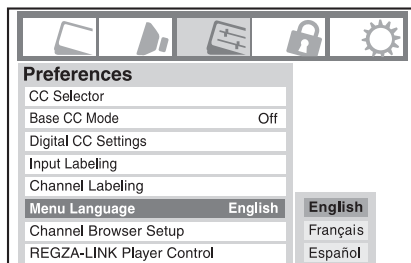 Preferences
CC Selector
Base CC Mode Off
Digital CC Settings
Input Labeling
Channel Labeling
Menu Language English English
Channel Browser Setup Français
REGZA-LINK Player Control Español